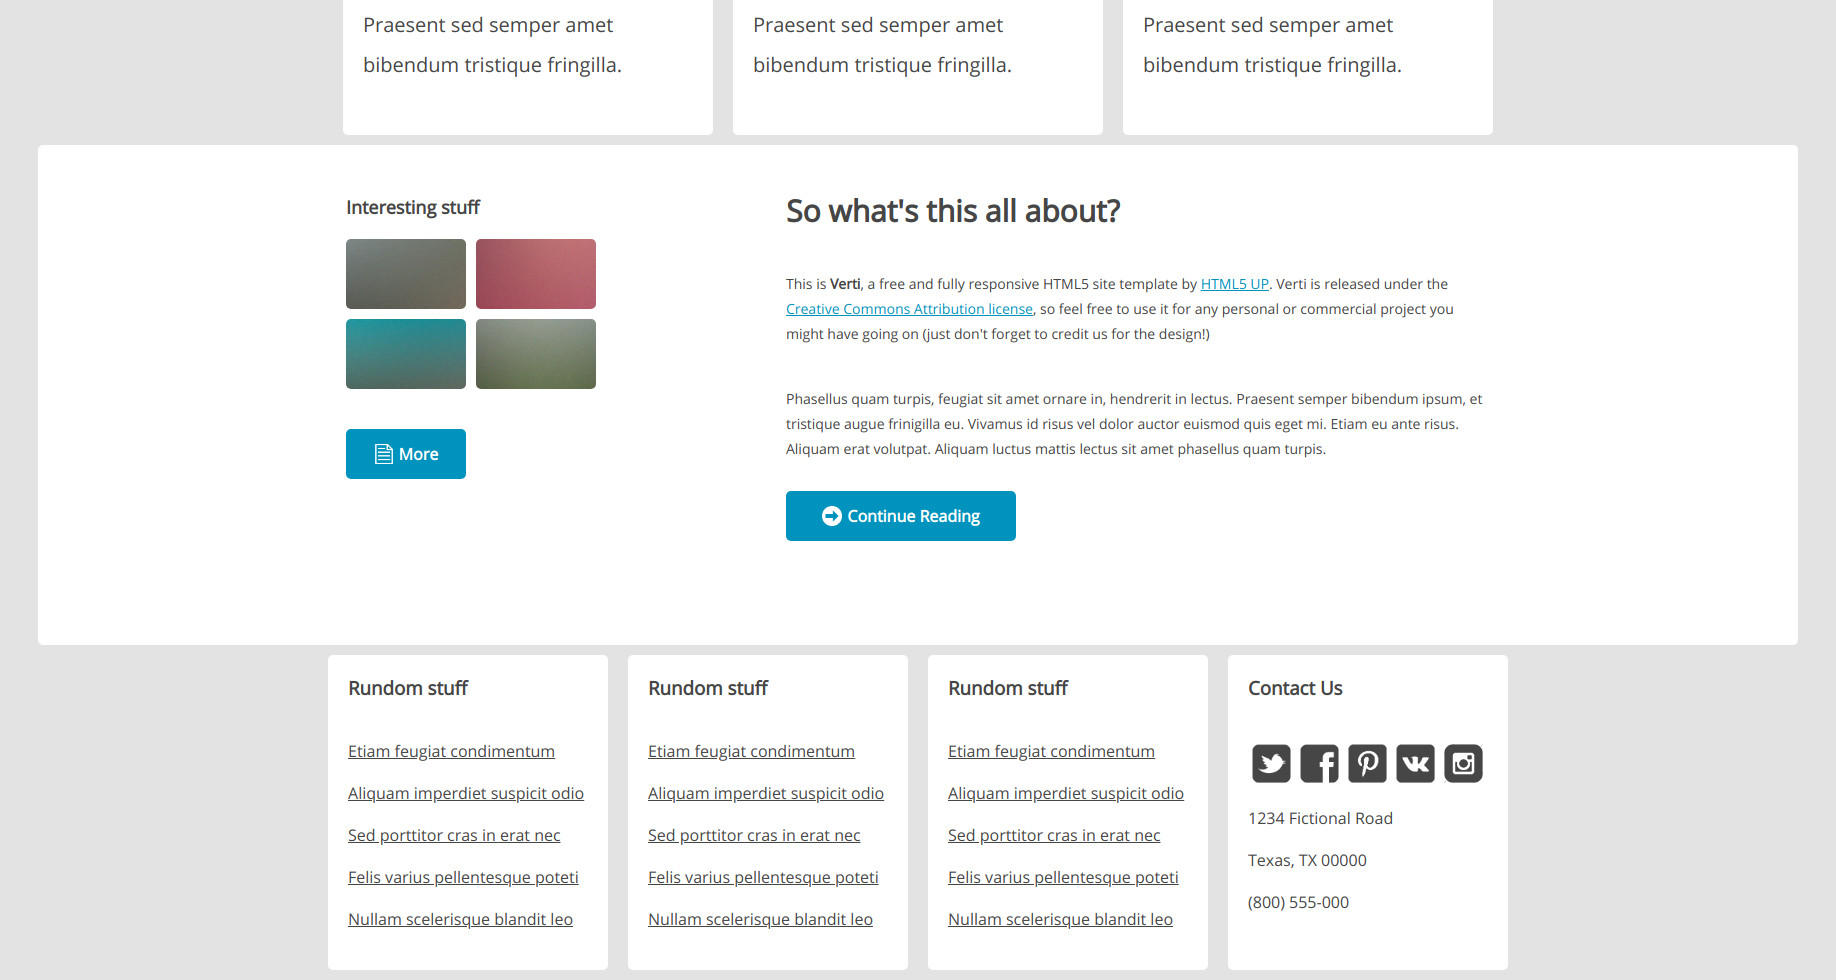 Praesent sed semper amet
bibendum tristique fringilla.
Praesent sed semper amet
bibendum tristique fringilla.
Praesent sed semper amet
bibendum tristique fringilla.
Interesting stuff
More
So what's this all about?
This is Verti, a free and fully responsive HTML5 site template by HTML5 UP. Verti is released under the
Creative Commons Attribution license, so feel free to use it for any personal or commercial project you
might have going on (just don't forget to credit us for the design!)
Phasellus quam turpis, feugiat sit amet ornare in, hendrerit in lectus. Praesent semper bibendum ipsum, et
tristique augue frinigilla eu. Vivamus id risus vel dolor auctor euismod quis eget mi. Etiam eu ante risus.
Aliquam erat volutpat. Aliquam luctus mattis lectus sit amet phasellus quam turpis.
Continue Reading
Rundom stuff
Etiam feugiat condimentum
Aliquam imperdiet suspicit odio
Sed porttitor cras in erat nec
Felis varius pellentesque poteti
Nullam scelerisque blandit leo
Rundom stuff
Etiam feugiat condimentum
Aliquam imperdiet suspicit odio
Sed porttitor cras in erat nec
Felis varius pellentesque poteti
Nullam scelerisque blandit leo
Rundom stuff
Etiam feugiat condimentum
Aliquam imperdiet suspicit odio
Sed porttitor cras in erat nec
Felis varius pellentesque poteti
Nullam scelerisque blandit leo
Contact Us
1234 Fictional Road
Texas, TX 00000
(800) 555-000